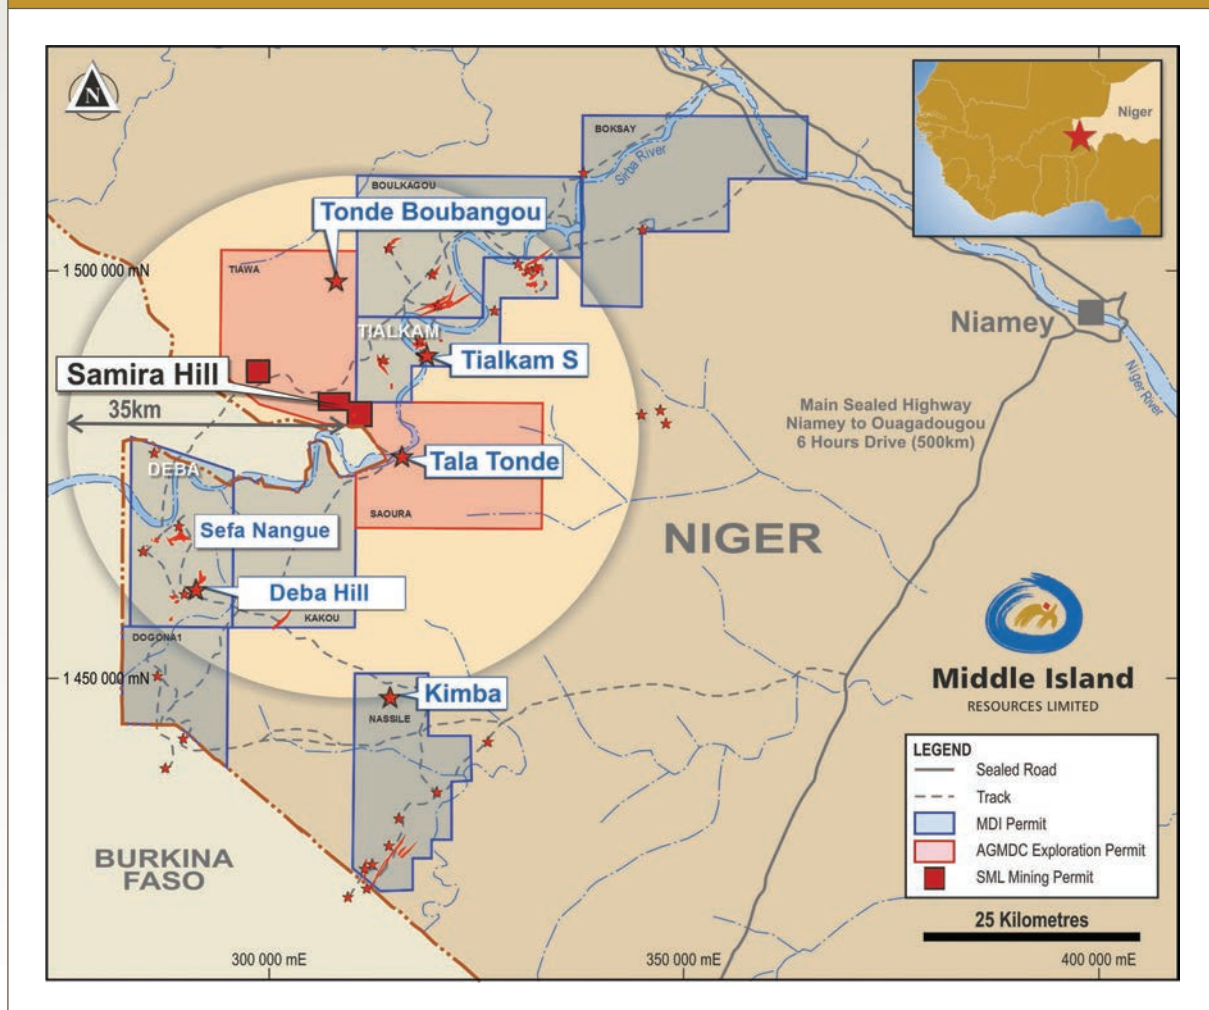 N
BOKSAY
Sirba River
Niger
BOULKAGOU
Tonde Boubangou
TIAWA
1 500 000 mN
Niamey
TIALKAM
Tialkam S
Samira Hill
35km
Niger River
Main Sealed Highway
Niamey to Ouagadougou
6 Hours Drive (500km)
DEBA
Tala Tonde
SAOURA
Sefa Nangue
NIGER
Deba Hill
KAKOU
DOGONA1
1 450 000 mN
Kimba
NASSILE
Middle Island
RESOURCES LIMITED
LEGEND
Sealed Road
Track
MDI Permit
AGMDC Exploration Permit
SML Mining Permit
BURKINA
FASO
25 Kilometres
300 000 mE
350 000 mE
400 000 mE